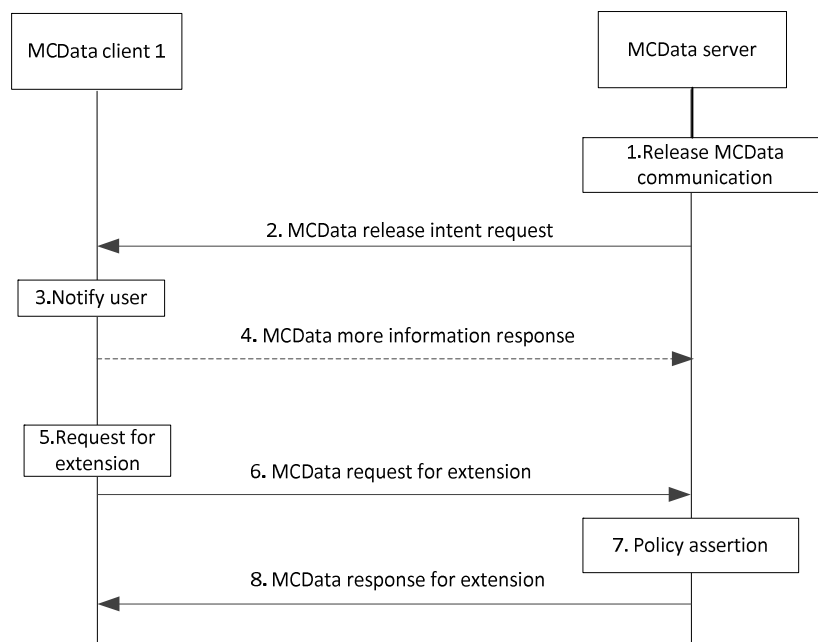 MCData client 1
MCData server
1.Release MCData
communication
2. MCData release intent request
3.Notify user
4. MCData more information response
5.Request for
extension
6. MCData request for extension
7. Policy assertion
8. MCData response for extension